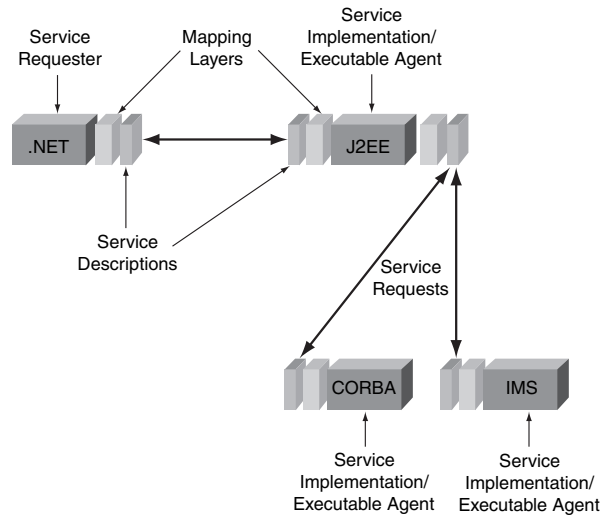 Service
Requester
Mapping
Layers
Service
Implementation/
Executable Agent
.NET
J2EE
Service
Descriptions
Service
Requests
CORBA
IMS
Service
Implementation/
Executable Agent
Service
Implementation/
Executable Agent